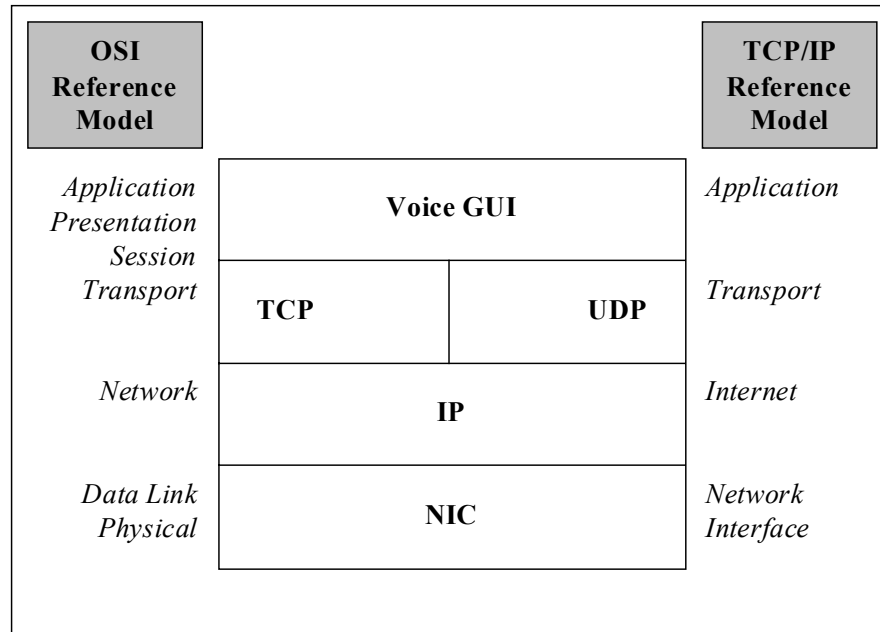 OSI
Reference
Model
TCP/IP
Reference
Model
Application
Presentation
Session
Transport
Voice GUI
Application
TCP
UDP
Transport
Network
IP
Internet
Data Link
Physical
NIC
Network
Interface